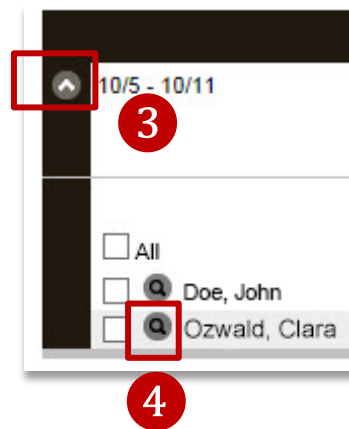 10/5 - 10/11
3
All
Doe, John
Ozwald, Clara
4